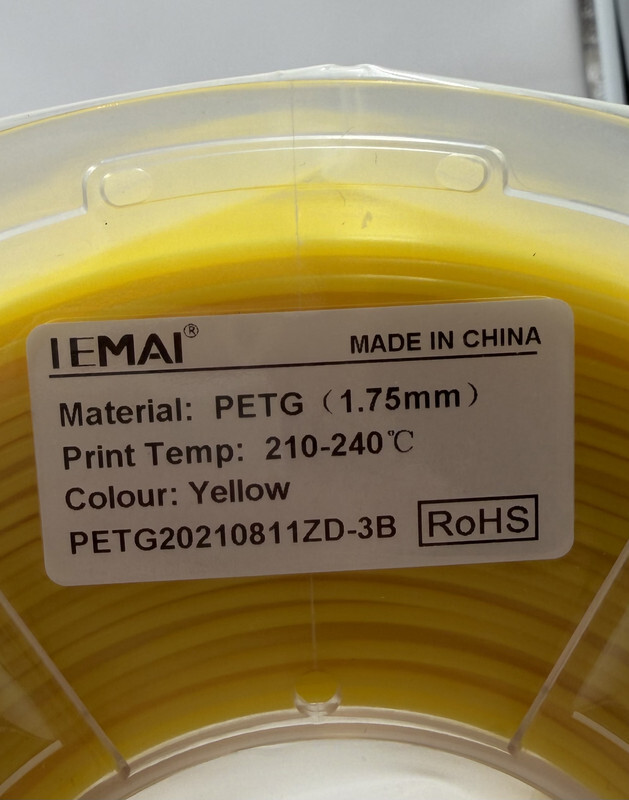 IEMAI®
MADE IN CHINA
Material: PETG（1.75mm）
Print Temp: 210-240℃
Colour: Yellow
PETG20210811ZD-3B
RoHS